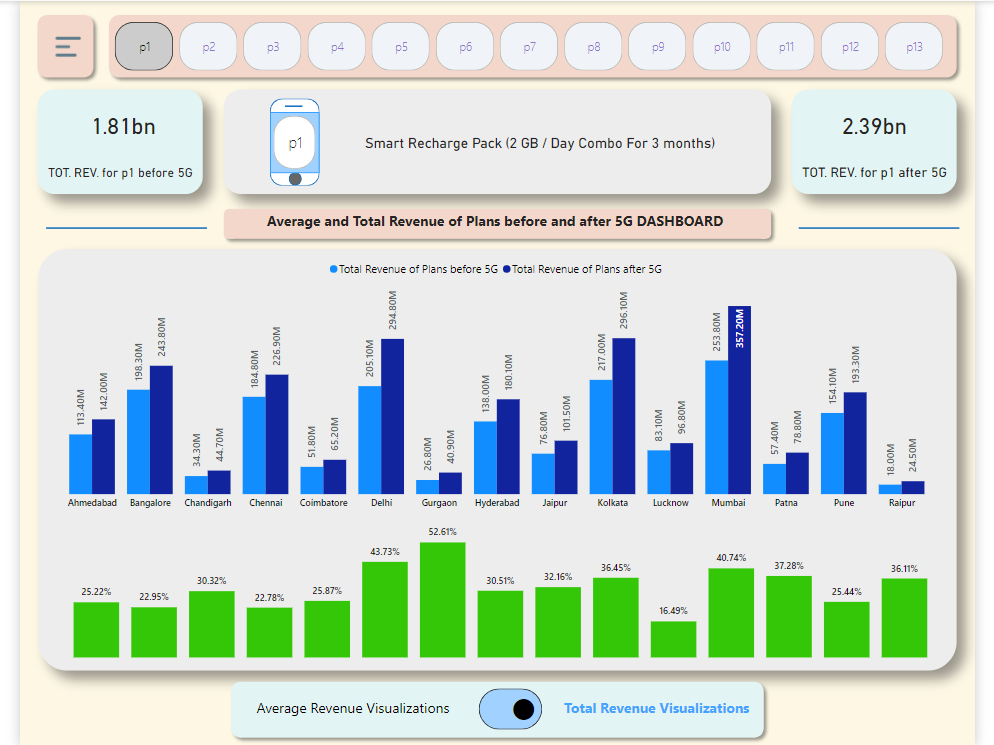 p1 p2 p3 p4 p5 p6 p7 p8 p9 p10 p11 p12 p13
1.81bn
TOT. REV. for p1 before 5G
p1
Smart Recharge Pack (2 GB / Day Combo For 3 months)
2.39bn
TOT. REV. for p1 after 5G
Average and Total Revenue of Plans before and after 5G DASHBOARD
Total Revenue of Plans before 5G Total Revenue of Plans after 5G
113.40M 142.00M 198.30M 243.80M 34.30M 44.70M 184.80M 226.90M 51.80M 65.20M 205.10M 294.80M 26.80M 40.90M 138.00M 180.10M 76.80M 101.50M 217.00M 296.10M 83.10M 96.80M 253.80M 357.20M 57.40M 78.80M 154.10M 193.30M 18.00M 24.50M
Ahmedabad Bangalore Chandigarh Chennai Coimbatore Delhi Gurgaon Hyderabad Jaipur Kolkata Lucknow Mumbai Patna Pune Raipur
25.22% 22.95% 30.32% 22.78% 25.87% 43.73% 52.61% 30.51% 32.16% 36.45% 16.49% 40.74% 37.28% 25.44% 36.11%
Average Revenue Visualizations Total Revenue Visualizations